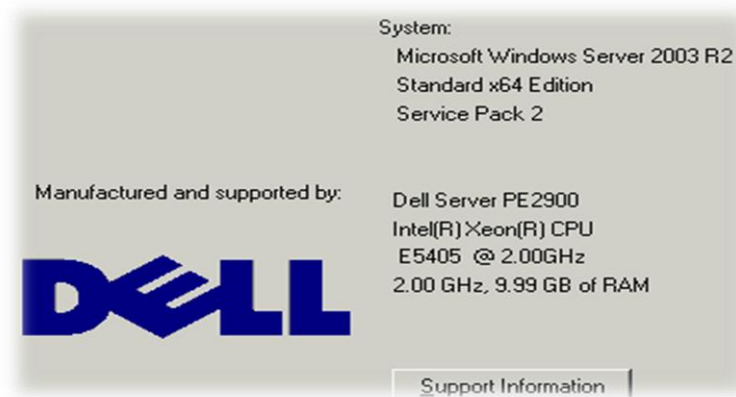 System:
Microsoft Windows Server 2003 R2
Standard x64 Edition
Service Pack 2
Manufactured and supported by:
Dell Server PE2900
Intel(R) Xeon(R) CPU
E5405 @ 2.00GHz
2.00 GHz, 9.99 GB of RAM
DELL
Support Information